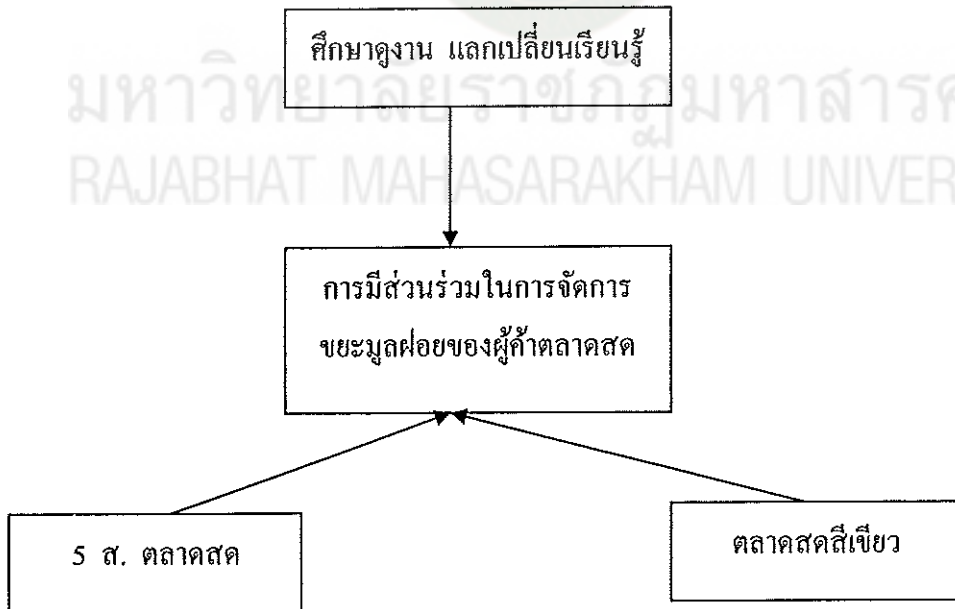 ศึกษาดูงาน แลกเปลี่ยนเรียนรู้
มหาวิทยาลัยราชภัฏมหาสารค
RAJABHAT MAHASARAKHAM UNIVER
การมีส่วนร่วมในการจัดการ
ขยะมูลฝอยของผู้ค้าตลาดสด
5 ส. ตลาดสด
ตลาดสดสีเขียว